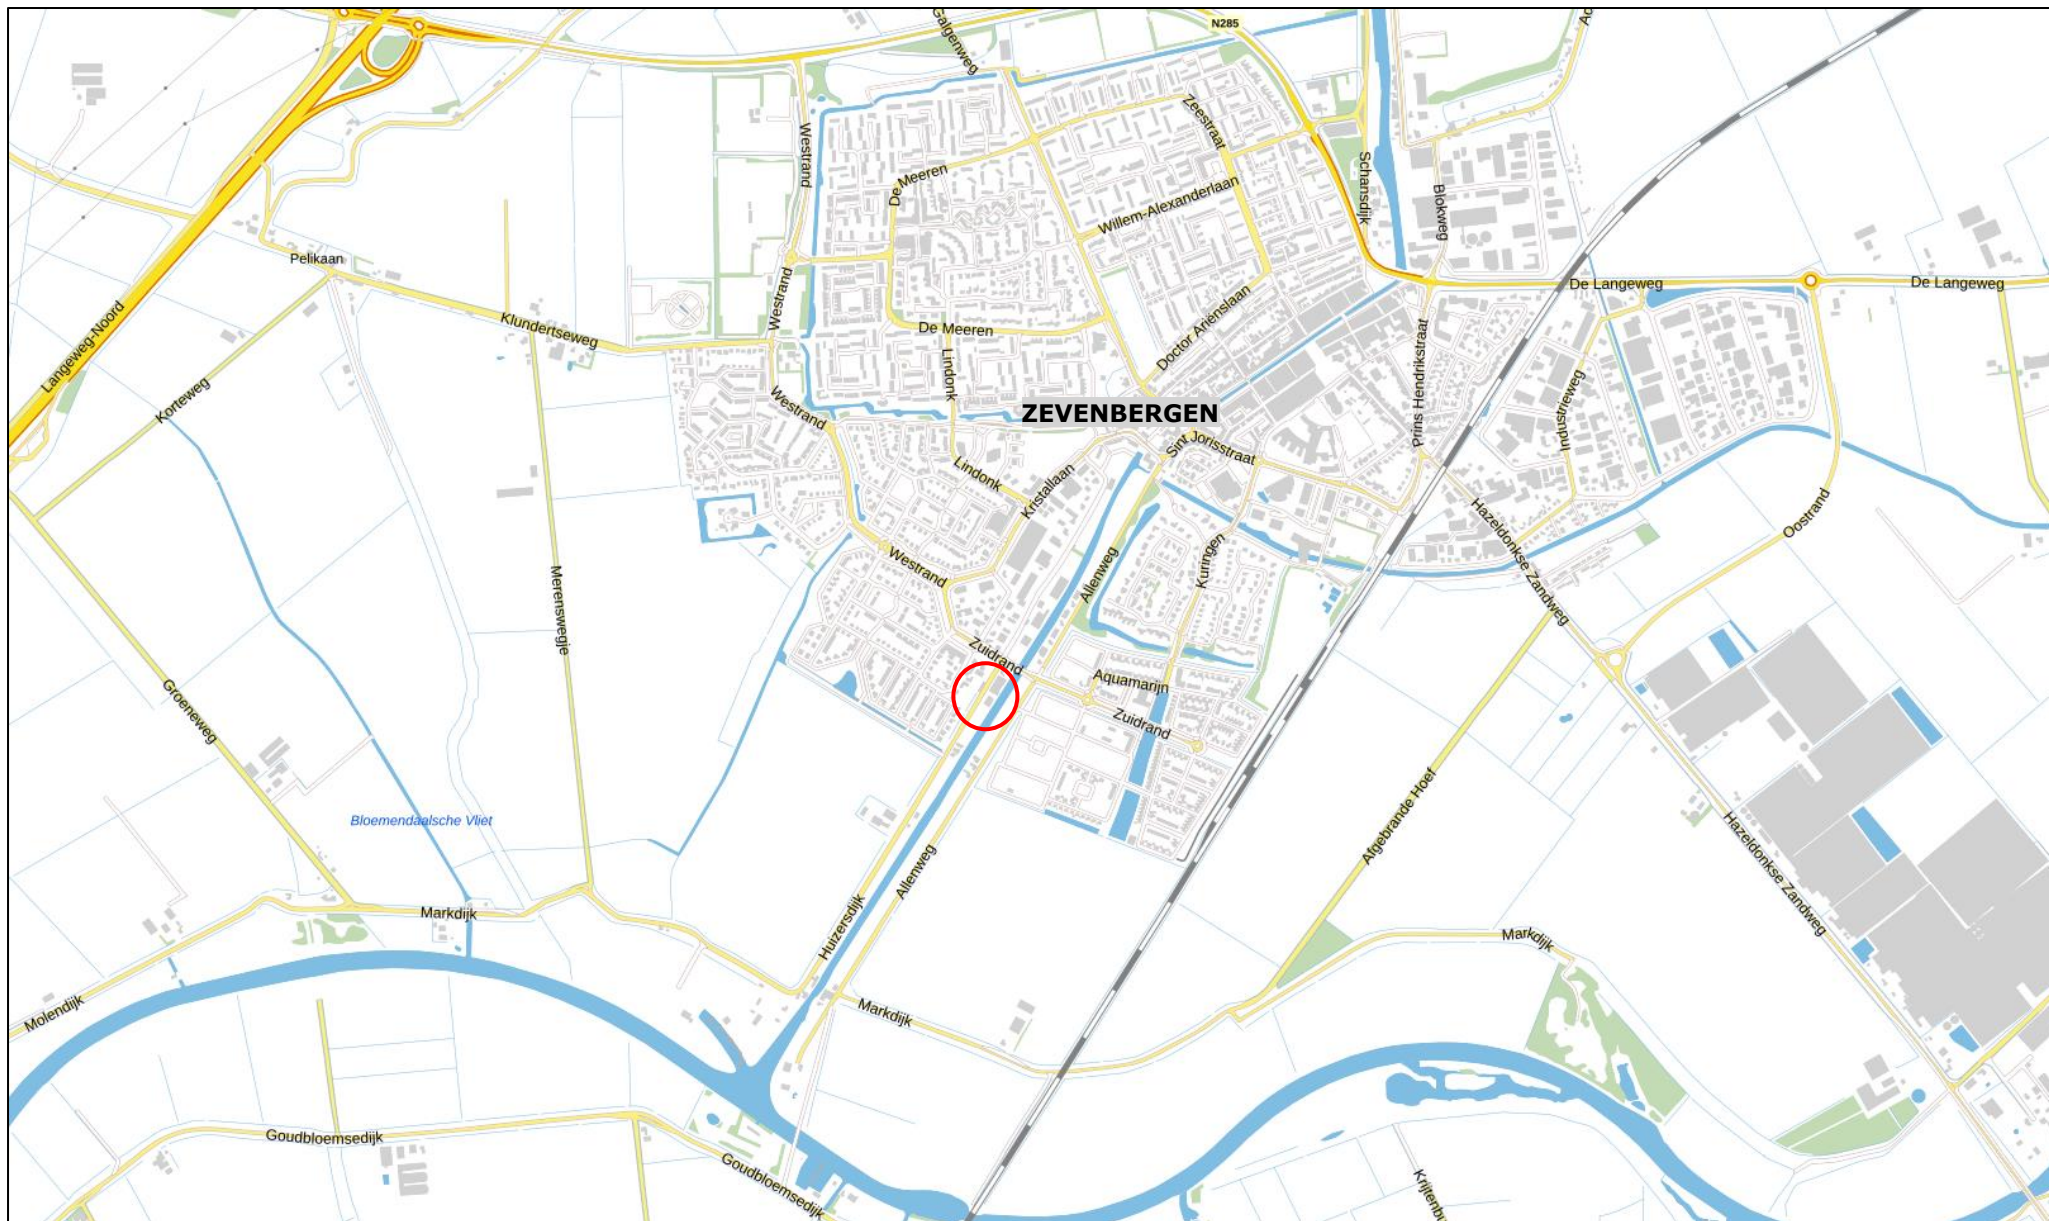 N285
Galgenweg
Zeestraat
Westrand
De Meeren
Willem-Alexanderlaan
Schansdijk
Blokweg
Pelikaan
Westrand
De Langeweg
De Langeweg
Langeweg-Noord
Klundertseweg
De Meeren
Doctor Ariënslaan
Prins Hendrikstraat
Korteweg
Lindonk
Westrand
ZEVENBERGEN
Industrieweg
Sint Jorisstraat
Lindonk
Kristallaan
Hazeldonkse Zandweg
Oostrand
Westrand
Allenweg
Kuringen
Merenswegje
Zuidrand
Aquamarijn
Groeneweg
Zuidrand
Bloemendaalsche Vliet
Afgebrande Hoef
Hazeldonkse Zandweg
Allenweg
Markdijk
Huizersdijk
Markdijk
Molendijk
Markdijk
Goudbloemsedijk
Goudbloemsedijk